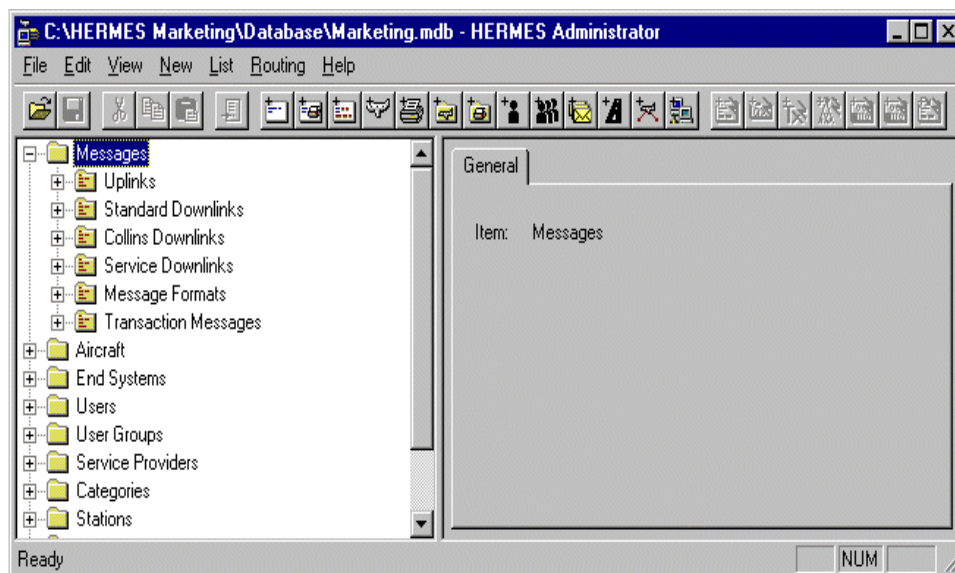 C:\HERMES Marketing\Database\Marketing.mdb - HERMES Administrator
File Edit View New List Routing Help
Messages
Uplinks
Standard Downlinks
Collins Downlinks
Service Downlinks
Message Formats
Transaction Messages
Aircraft
End Systems
Users
User Groups
Service Providers
Categories
Stations
General
Item: Messages
Ready
NUM